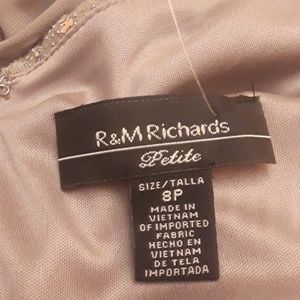 R&M Richards
Petite
SIZE/TALLA
8P
MADE IN
VIETNAM
OF IMPORTED
FABRIC
HECHO EN
VIETNAM
DE TELA
IMPORTADA